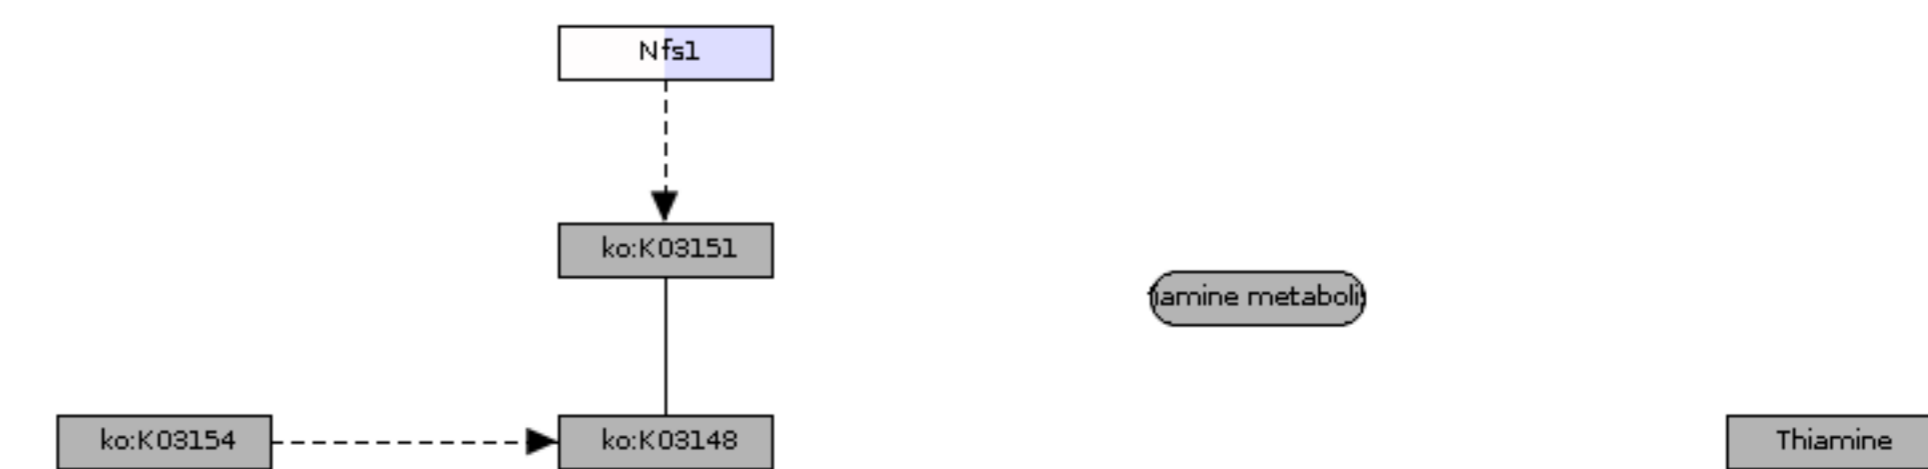 Nfs1
ko:K03151
iamine metaboli
ko:K03154
ko:K03148
Thiamine